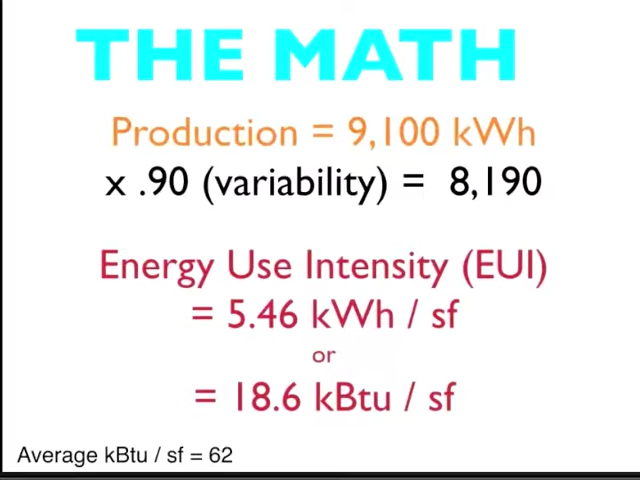 THE MATH
Production = 9,100 kWh
x .90 (variability) = 8,190
Energy Use Intensity (EUI)
= 5.46 kWh / sf
or
= 18.6 kBtu / sf
Average kBtu / sf = 62